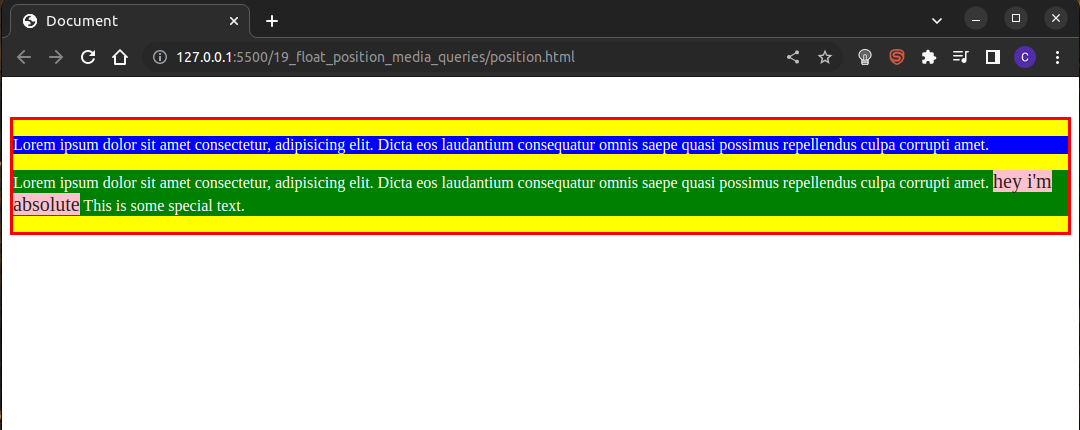 Document
127.0.0.1:5500/19_float_position_media_queries/position.html
C
Lorem ipsum dolor sit amet consectetur, adipisicing elit. Dicta eos laudantium consequatur omnis saepe quasi possimus repellendus culpa corrupti amet.
Lorem ipsum dolor sit amet consectetur, adipisicing elit. Dicta eos laudantium consequatur omnis saepe quasi possimus repellendus culpa corrupti amet. hey i'm
absolute This is some special text.